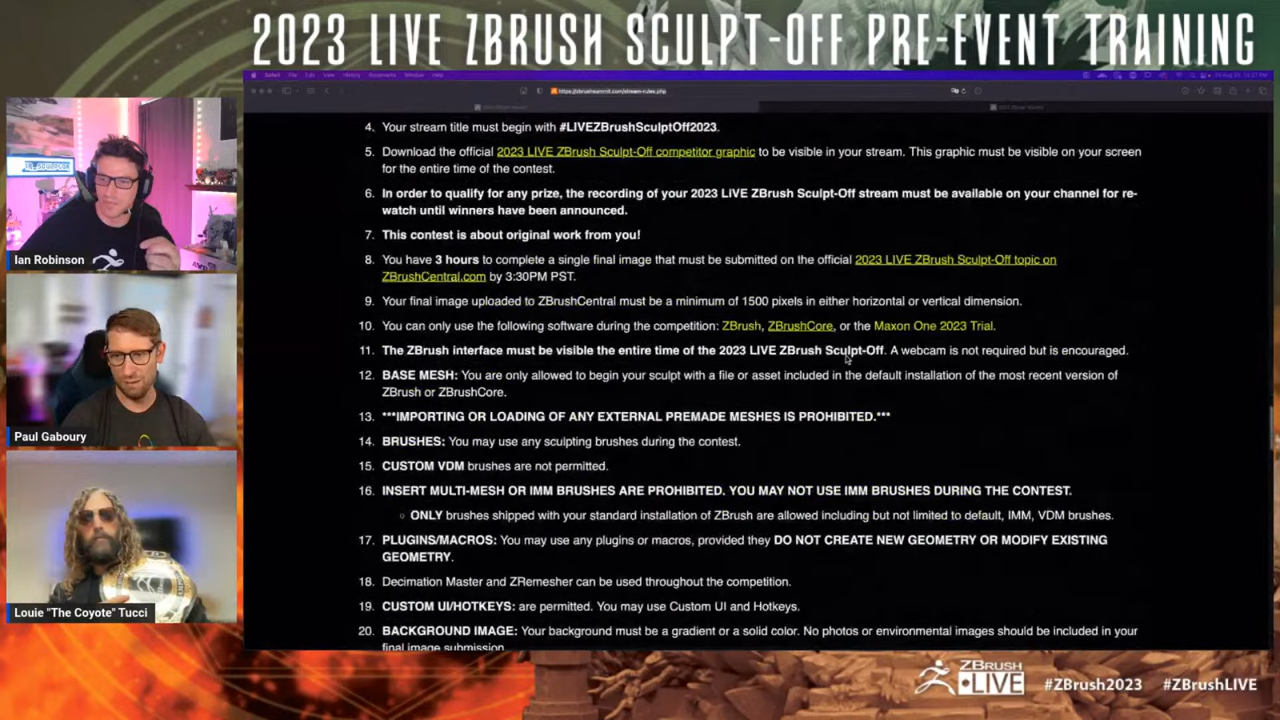 2023 LIVE ZBRUSH SCULPT-OFF PRE-EVENT TRAINING
Safari File Edit View History Bookmarks Window Help
https://zbrushsummit.com/stream-rules.php
4. Your stream title must begin with #LIVEZBrushSculptOff2023.
5. Download the official 2023 LIVE ZBrush Sculpt-Off competitor graphic to be visible in your stream. This graphic must be visible on your screen
for the entire time of the contest.
6. In order to qualify for any prize, the recording of your 2023 LIVE ZBrush Sculpt-Off stream must be available on your channel for re-
watch until winners have been announced.
7. This contest is about original work from you!
8. You have 3 hours to complete a single final image that must be submitted on the official 2023 LIVE ZBrush Sculpt-Off topic on
ZBrushCentral.com by 3:30PM PST.
9. Your final image uploaded to ZBrushCentral must be a minimum of 1500 pixels in either horizontal or vertical dimension.
10. You can only use the following software during the competition: ZBrush, ZBrushCore, or the Maxon One 2023 Trial.
11. The ZBrush interface must be visible the entire time of the 2023 LIVE ZBrush Sculpt-Off. A webcam is not required but is encouraged.
12. BASE MESH: You are only allowed to begin your sculpt with a file or asset included in the default installation of the most recent version of
ZBrush or ZBrushCore.
13. ***IMPORTING OR LOADING OF ANY EXTERNAL PREMADE MESHES IS PROHIBITED.***
14. BRUSHES: You may use any sculpting brushes during the contest.
15. CUSTOM VDM brushes are not permitted.
16. INSERT MULTI-MESH OR IMM BRUSHES ARE PROHIBITED. YOU MAY NOT USE IMM BRUSHES DURING THE CONTEST.
○ ONLY brushes shipped with your standard installation of ZBrush are allowed including but not limited to default, IMM, VDM brushes.
17. PLUGINS/MACROS: You may use any plugins or macros, provided they DO NOT CREATE NEW GEOMETRY OR MODIFY EXISTING
GEOMETRY.
18. Decimation Master and ZRemesher can be used throughout the competition.
19. CUSTOM UI/HOTKEYS: are permitted. You may use Custom UI and Hotkeys.
20. BACKGROUND IMAGE: Your background must be a gradient or a solid color. No photos or environmental images should be included in your
final image submission
Ian Robinson
Paul Gaboury
Louie "The Coyote" Tucci
ZBRUSH
LIVE
#ZBrush2023 #ZBrushLIVE